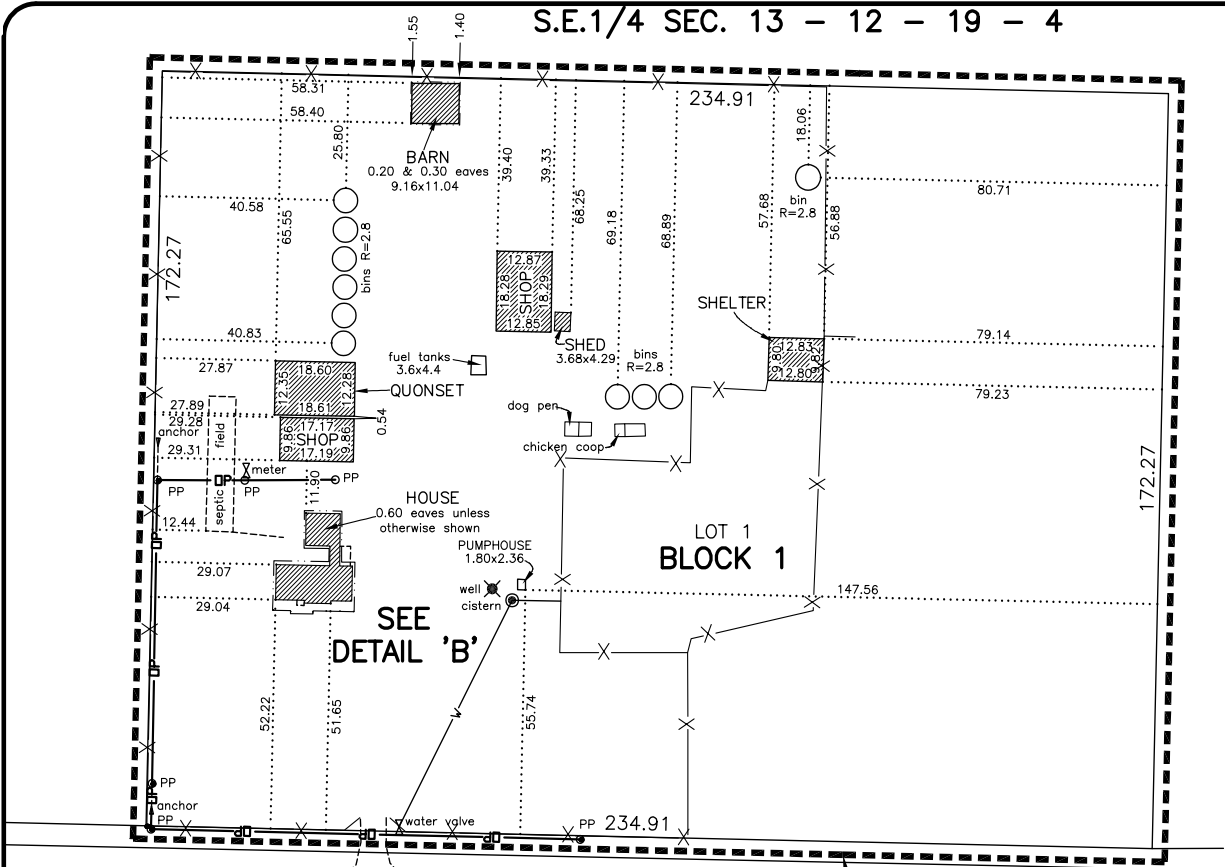 S.E.1/4 SEC. 13 - 12 - 19 - 4
1.55
1.40
58.31
58.40
234.91
25.80
BARN
0.20 & 0.30 eaves
9.16x11.04
39.40
39.33
68.25
69.18
68.89
57.68
18.06
bin
R=2.8
56.88
80.71
40.58
65.55
bins R=2.8
172.27
40.83
27.87
12.87
18.28
SHOP
18.29
12.85
SHED
3.68x4.29
SHELTER
12.83
9.80
9.82
12.80
79.14
79.23
fuel tanks
3.6x4.4
bins
R=2.8
18.60
12.35
12.28
18.61
QUONSET
0.54
27.89
29.28
anchor
29.31
17.17
9.86
SHOP
9.86
17.19
dog pen
chicken coop
field
septic
meter
PP
PP
PP
11.90
172.27
HOUSE
0.60 eaves unless
otherwise shown
12.44
PUMPHOUSE
1.80x2.36
LOT 1
BLOCK 1
29.07
29.04
well
cistern
147.56
SEE
DETAIL 'B'
52.22
51.65
55.74
W
PP
anchor
PP
water valve
PP
234.91
OP
OP
OP
OP
OP
OP
OP